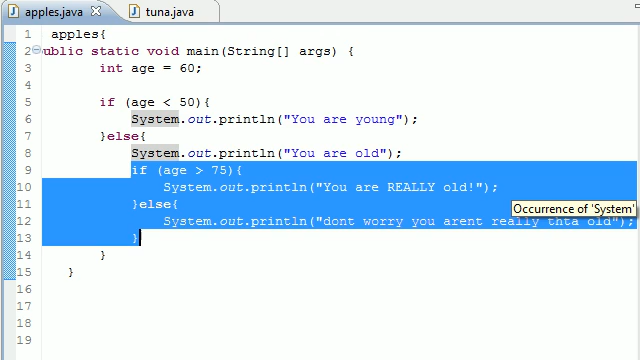 apples.java tuna.java
1 apples{
2 ublic static void main(String[] args) {
3 int age = 60;
4
5 if (age < 50){
6 System.out.println("You are young");
7 }else{
8 System.out.println("You are old");
9 if (age > 75){
10 System.out.println("You are REALLY old!");
11 }else{
Occurrence of 'System'
12 System.out.println("dont worry you arent really thta old");
13 }
14 }
15 }
16
17
18
19